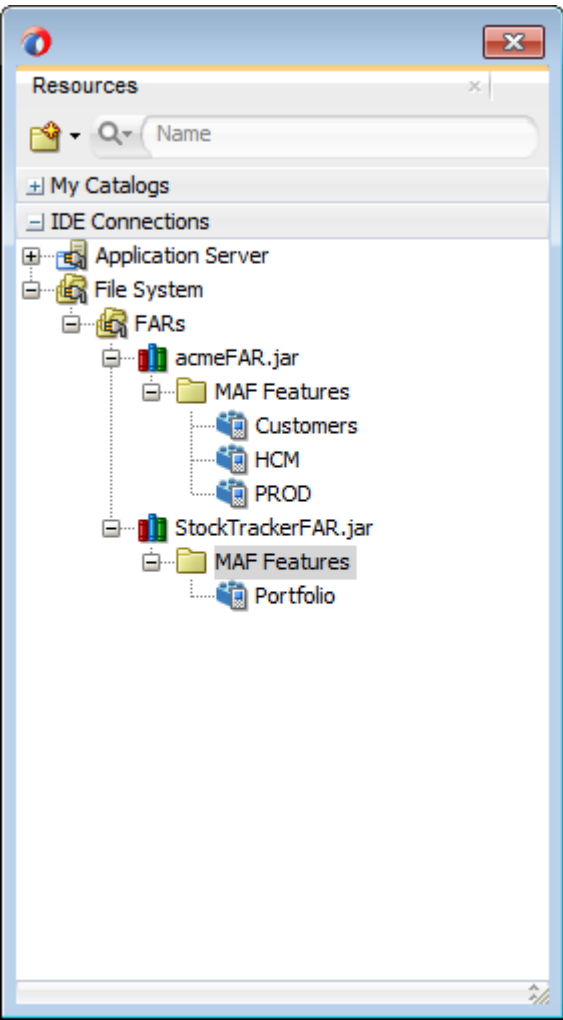 Resources
Name
My Catalogs
IDE Connections
Application Server
File System
FARs
acmeFAR.jar
MAF Features
Customers
HCM
PROD
StockTrackerFAR.jar
MAF Features
Portfolio